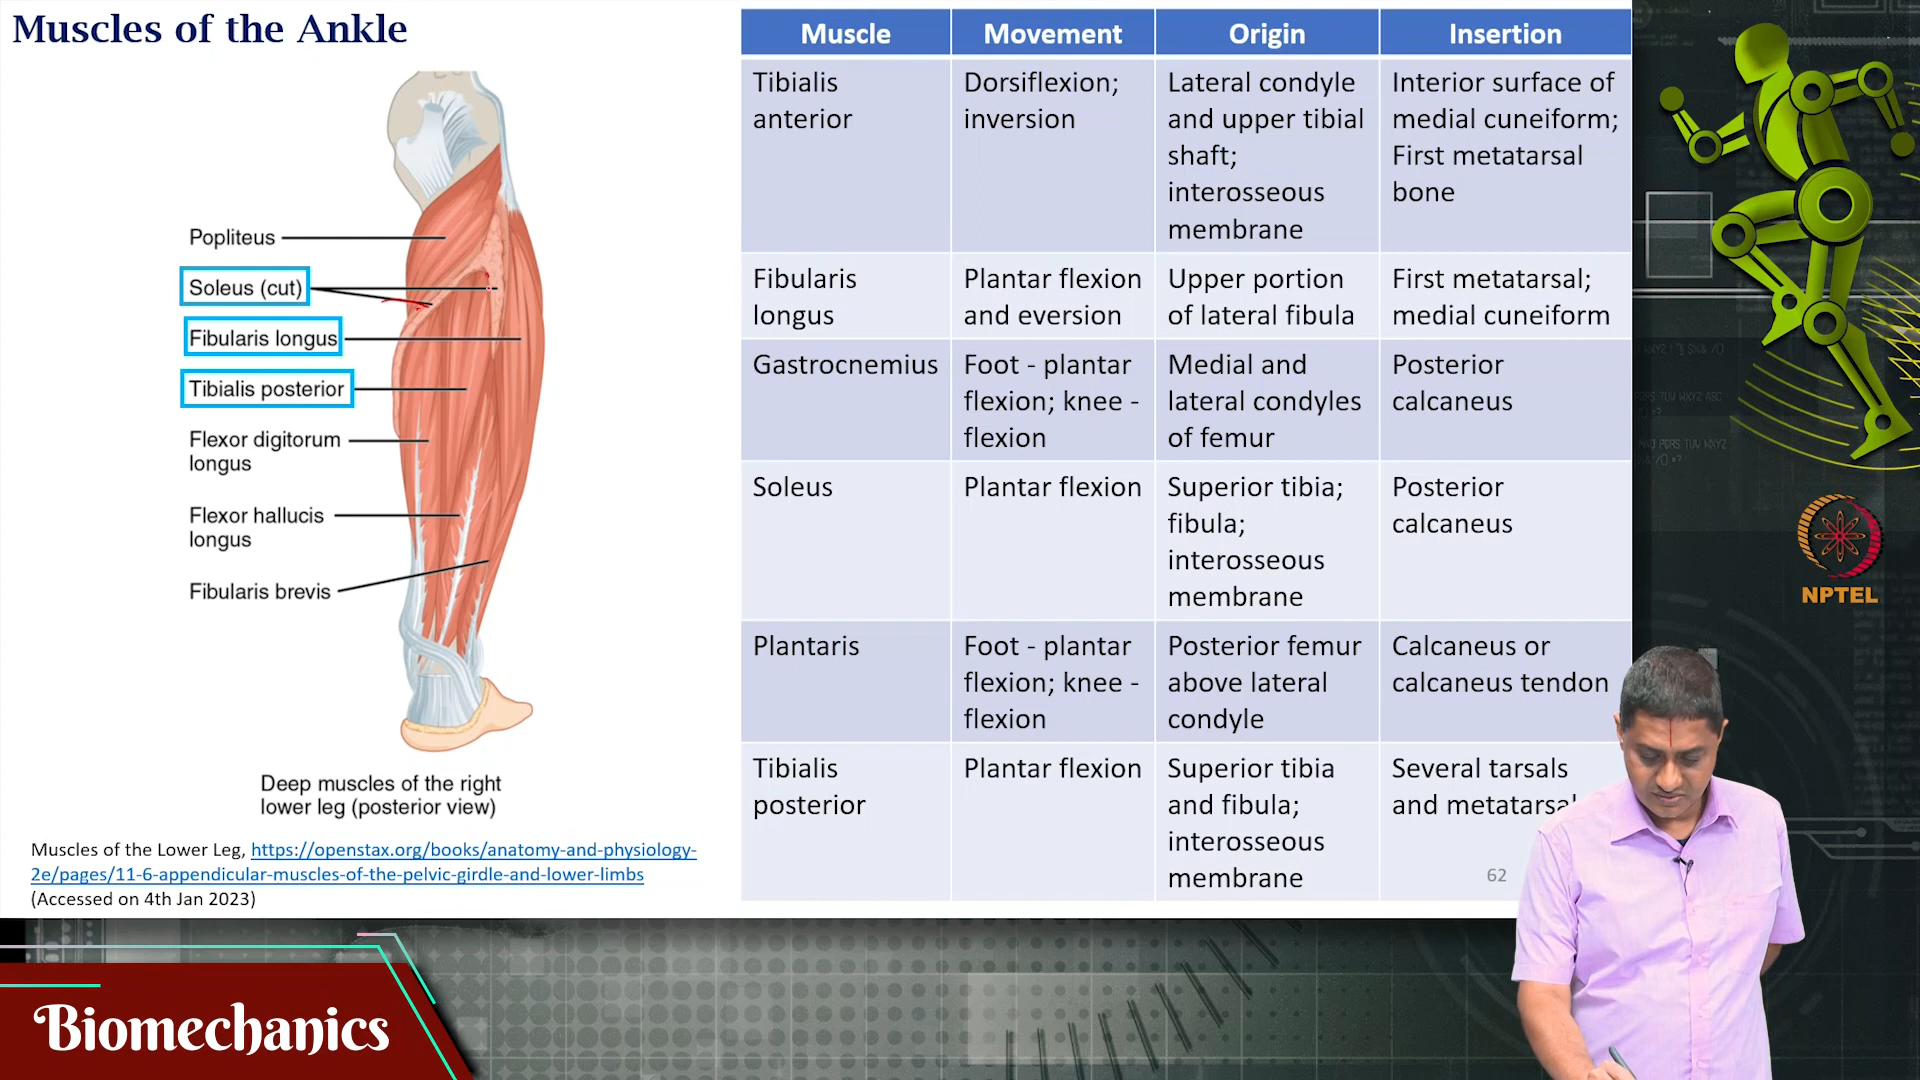 Muscles of the Ankle
Popliteus
Soleus (cut)
Fibularis longus
Tibialis posterior
Flexor digitorum
longus
Flexor hallucis
longus
Fibularis brevis
Deep muscles of the right
lower leg (posterior view)
Muscles of the Lower Leg, https://openstax.org/books/anatomy-and-physiology-
2e/pages/11-6-appendicular-muscles-of-the-pelvic-girdle-and-lower-limbs
(Accessed on 4th Jan 2023)
Muscle Movement Origin Insertion
Tibialis
anterior
Dorsiflexion;
inversion
Lateral condyle
and upper tibial
shaft;
interosseous
membrane
Interior surface of
medial cuneiform;
First metatarsal
bone
Fibularis
longus
Plantar flexion
and eversion
Upper portion
of lateral fibula
First metatarsal;
medial cuneiform
Gastrocnemius
Foot - plantar
flexion; knee -
flexion
Medial and
lateral condyles
of femur
Posterior
calcaneus
Soleus
Plantar flexion
Superior tibia;
fibula;
interosseous
membrane
Posterior
calcaneus
Plantaris
Foot - plantar
flexion; knee -
flexion
Posterior femur
above lateral
condyle
Calcaneus or
calcaneus tendon
Tibialis
posterior
Plantar flexion
Superior tibia
and fibula;
interosseous
membrane
Several tarsals
and metatarsal
62
NPTEL
Biomechanics